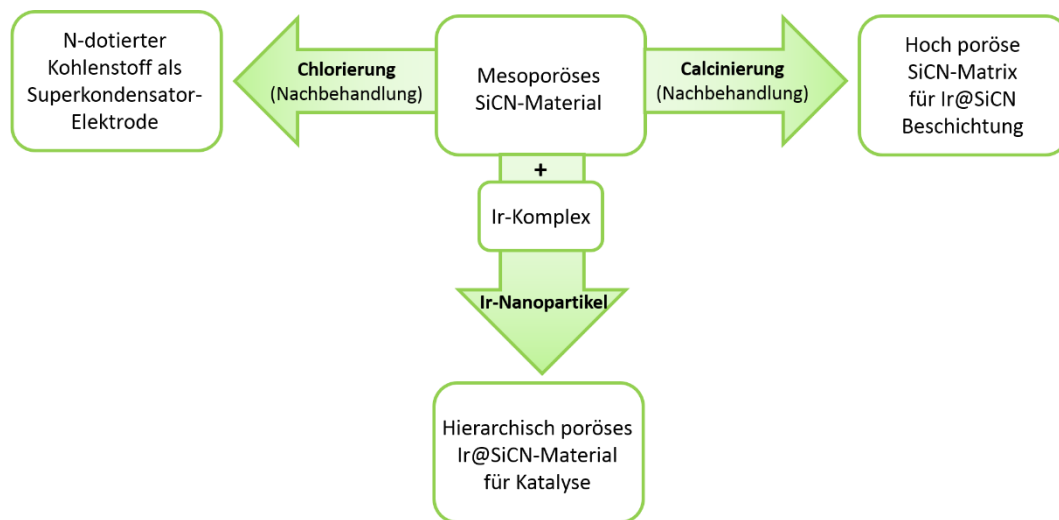 N-dotierter
Kohlenstoff als
Superkondensator-
Elektrode
Chlorierung
(Nachbehandlung)
Mesoporöses
SiCN-Material
Calcinierung
(Nachbehandlung)
Hoch poröse
SiCN-Matrix
für Ir@SiCN
Beschichtung
+
Ir-Komplex
Ir-Nanopartikel
Hierarchisch poröses
Ir@SiCN-Material
für Katalyse